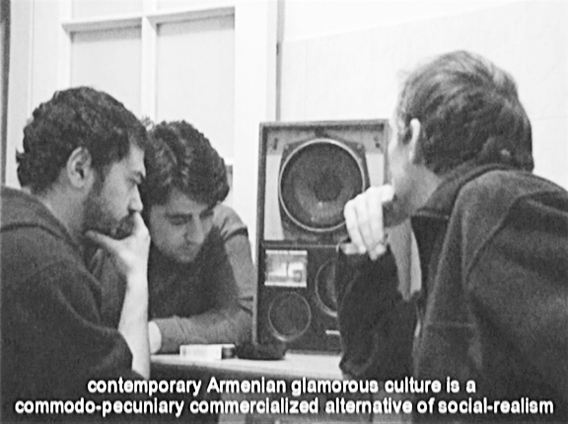 contemporary Armenian glamorous culture is a
commodo-pecuniary commercialized alternative of social-realism